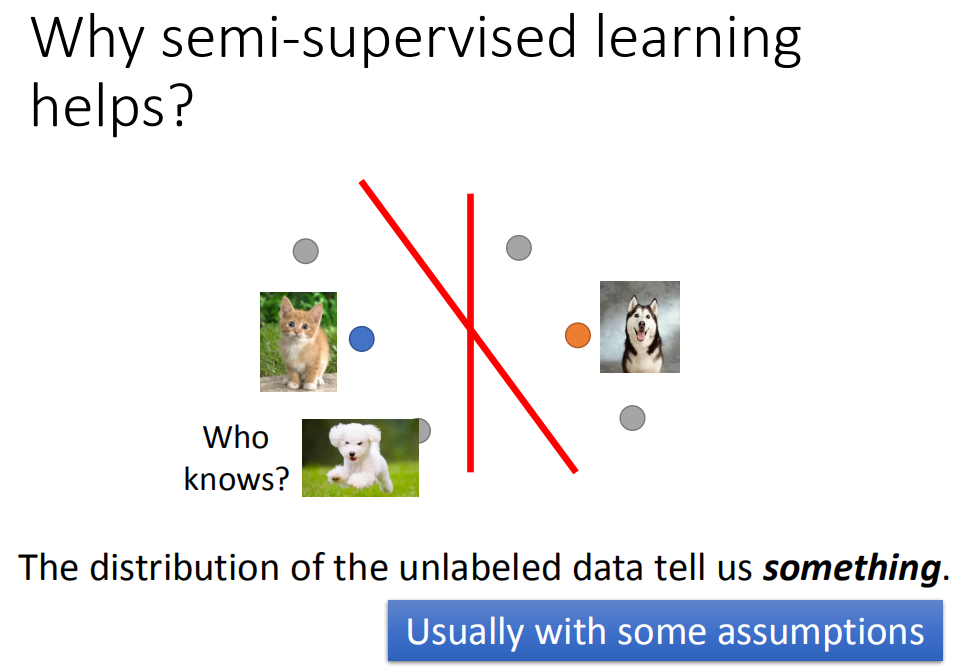 Why semi-supervised learning
helps?
Who
knows?
The distribution of the unlabeled data tell us something.
Usually with some assumptions